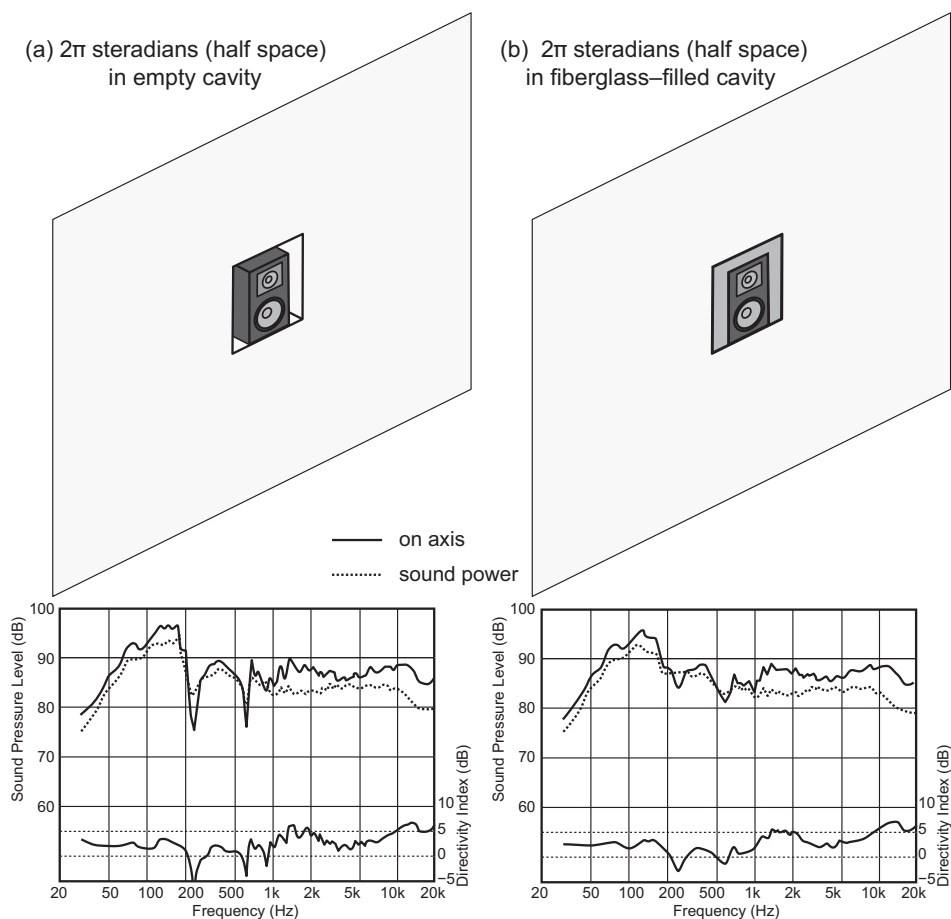 (a) 2π steradians (half space)
in empty cavity
(b) 2π steradians (half space)
in fiberglass–filled cavity
on axis
sound power
Sound Pressure Level (dB)
100
90
80
70
60
10
5
0
−5
Directivity Index (dB)
20 50 100 200 500 1k 2k 5k 10k 20k
Frequency (Hz)
Sound Pressure Level (dB)
100
90
80
70
60
10
5
0
−5
Directivity Index (dB)
20 50 100 200 500 1k 2k 5k 10k 20k
Frequency (Hz)